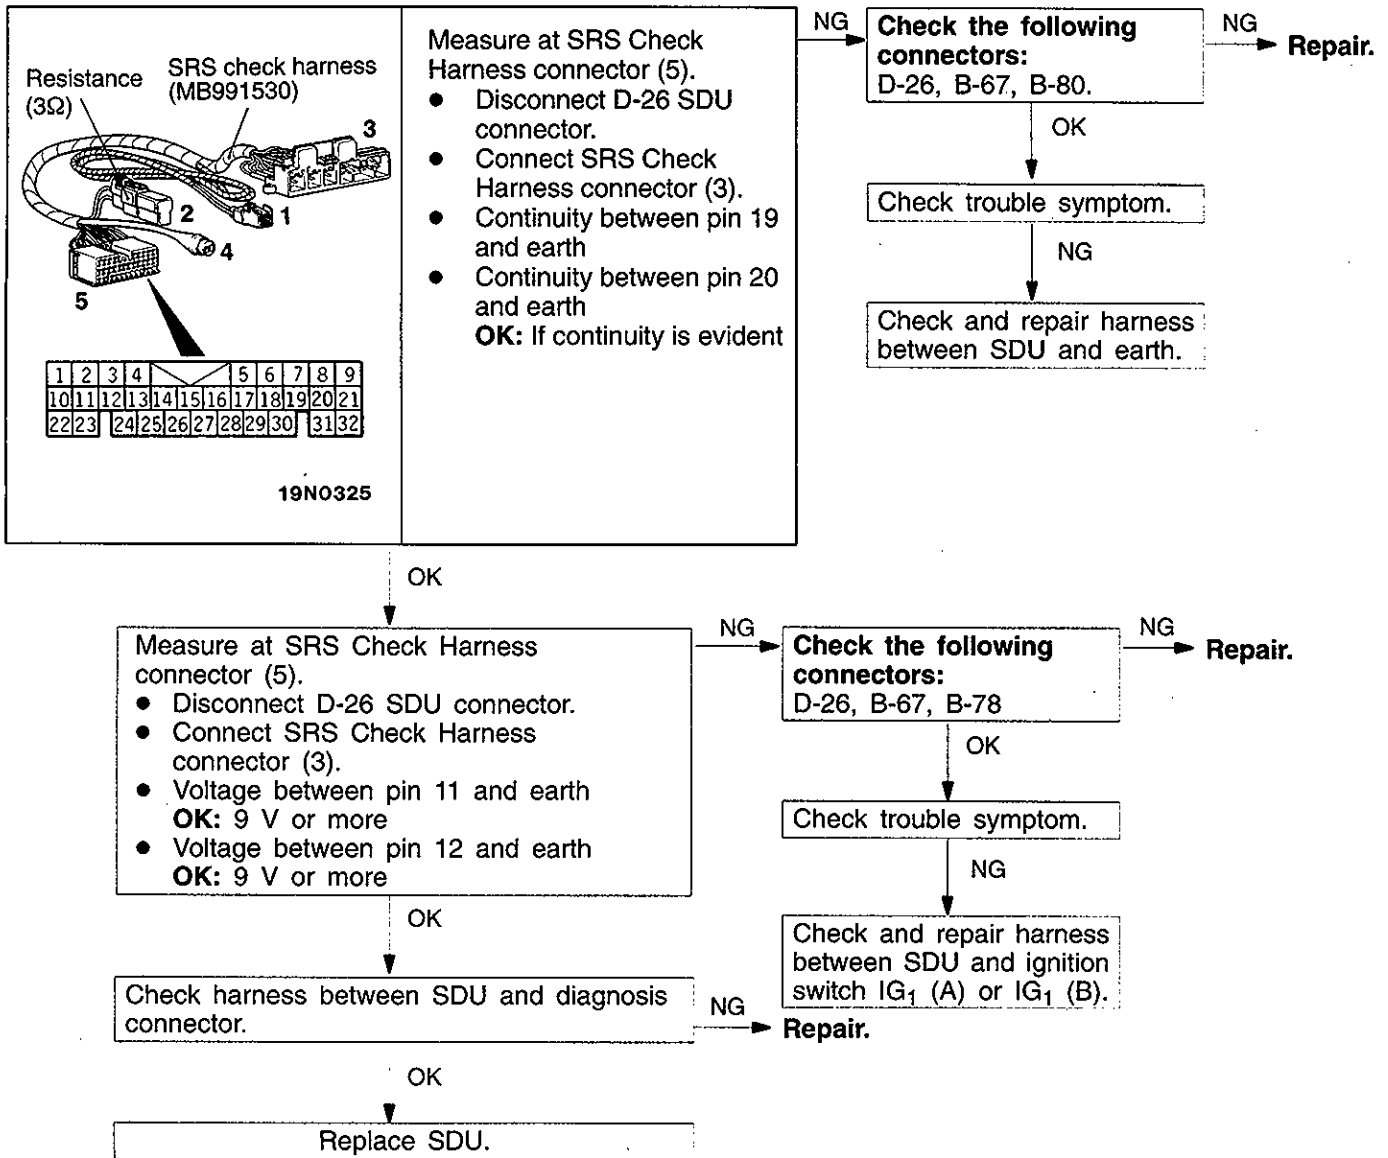 Resistance
(3Ω)
SRS check harness
(MB991530)
3
2
1
4
5
1 2 3 4 5 6 7 8 9
10 11 12 13 14 15 16 17 18 19 20 21
22 23 24 25 26 27 28 29 30 31 32
19N0325
Measure at SRS Check
Harness connector (5).
● Disconnect D-26 SDU
connector.
● Connect SRS Check
Harness connector (3).
● Continuity between pin 19
and earth
● Continuity between pin 20
and earth
OK: If continuity is evident
NG
Check the following
connectors:
D-26, B-67, B-80.
NG
Repair.
OK
Check trouble symptom.
NG
Check and repair harness
between SDU and earth.
OK
Measure at SRS Check Harness
connector (5).
● Disconnect D-26 SDU connector.
● Connect SRS Check Harness
connector (3).
● Voltage between pin 11 and earth
OK: 9 V or more
● Voltage between pin 12 and earth
OK: 9 V or more
NG
Check the following
connectors:
D-26, B-67, B-78
NG
Repair.
OK
Check trouble symptom.
NG
Check and repair harness
between SDU and ignition
switch IG₁ (A) or IG₁ (B).
OK
Check harness between SDU and diagnosis
connector.
NG
Repair.
OK
Replace SDU.